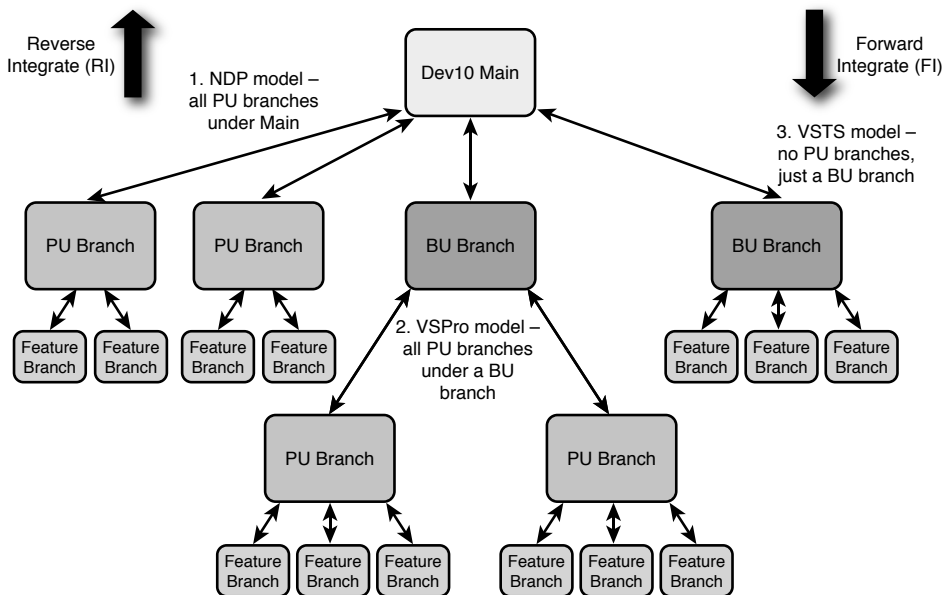 Reverse
Integrate (RI)
1. NDP model –
all PU branches
under Main
Dev10 Main
Forward
Integrate (FI)
3. VSTS model –
no PU branches,
just a BU branch
PU Branch
PU Branch
BU Branch
BU Branch
Feature
Branch
Feature
Branch
Feature
Branch
Feature
Branch
2. VSPro model –
all PU branches
under a BU
branch
Feature
Branch
Feature
Branch
Feature
Branch
PU Branch
PU Branch
Feature
Branch
Feature
Branch
Feature
Branch
Feature
Branch
Feature
Branch
Feature
Branch